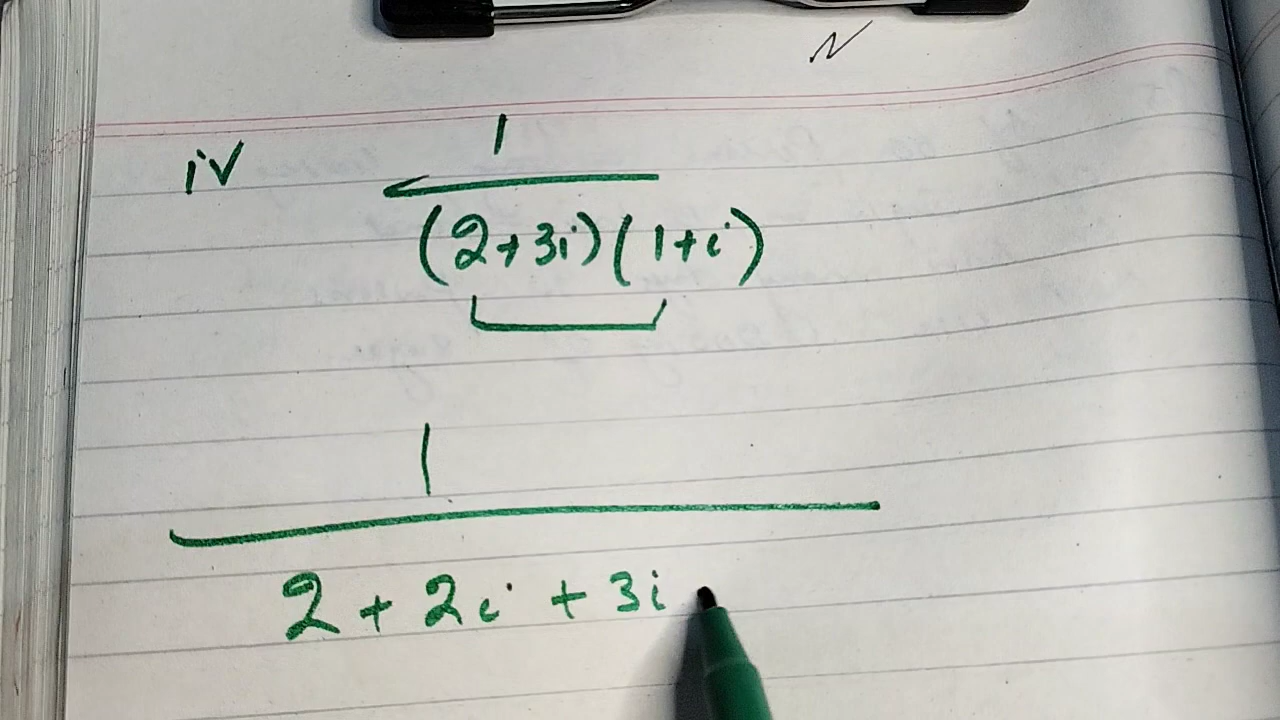 iv 1
(2+3i)(1+i)
1
2 + 2i + 3i